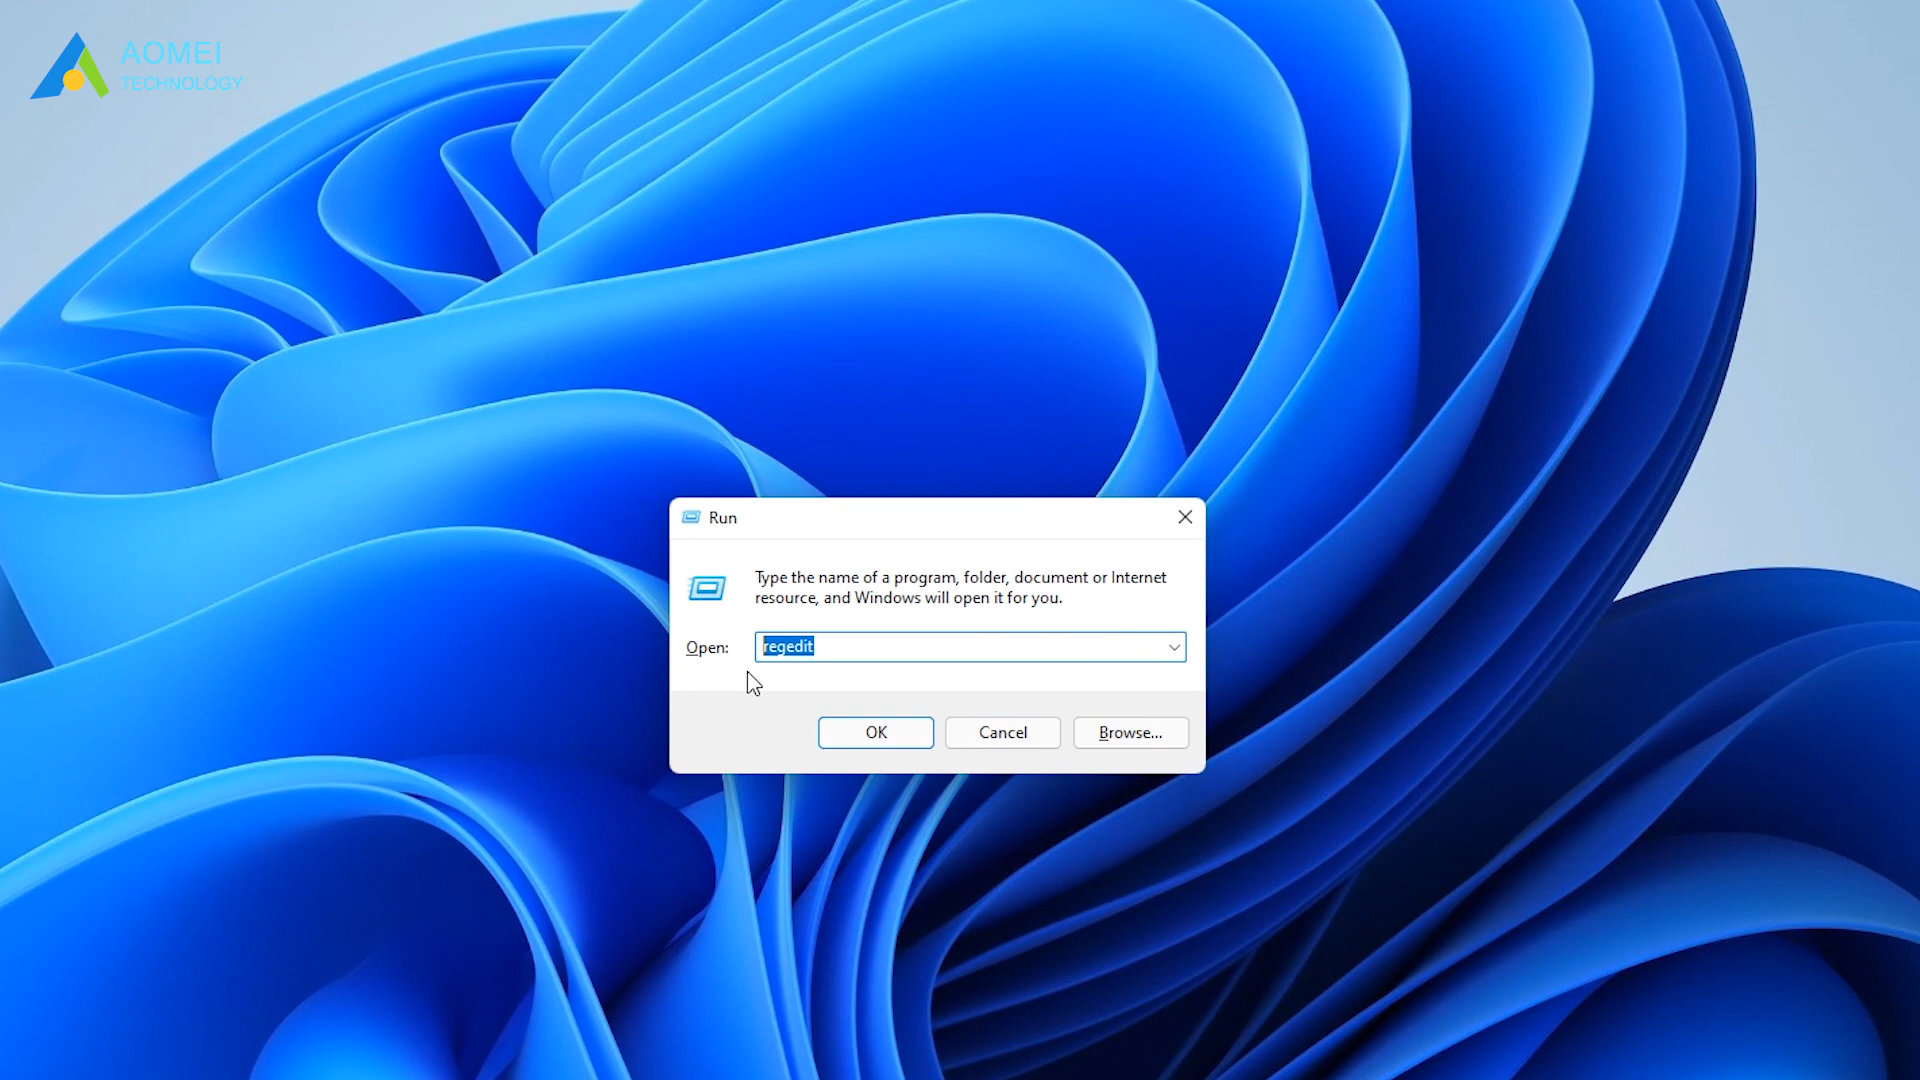 AOMEI
TECHNOLOGY
Run
Type the name of a program, folder, document or Internet
resource, and Windows will open it for you.
Open: regedit
OK Cancel Browse...